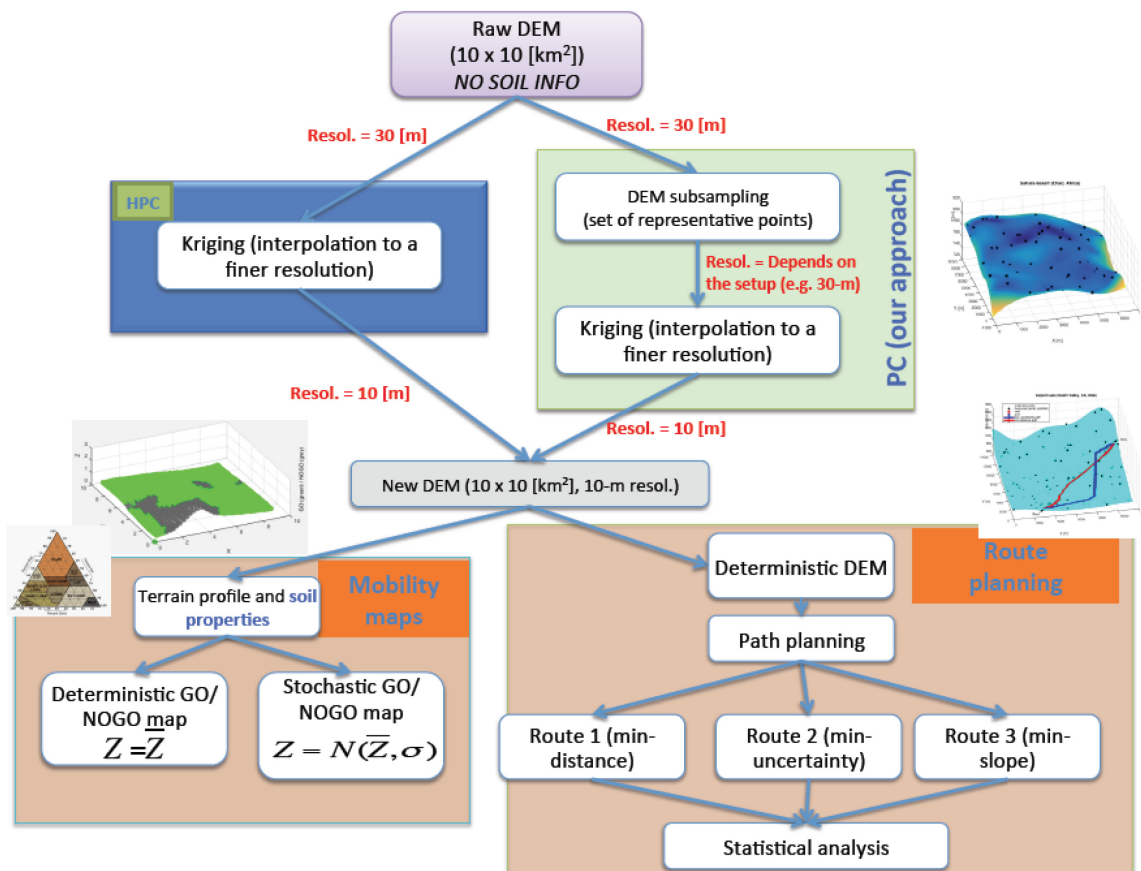 Raw DEM
(10 x 10 [km²])
NO SOIL INFO
Resol. = 30 [m]
Resol. = 30 [m]
HPC
Kriging (interpolation to a
finer resolution)
DEM subsampling
(set of representative points)
Resol. = Depends on
the setup (e.g. 30-m)
Kriging (interpolation to a
finer resolution)
PC (our approach)
Resol. = 10 [m]
Resol. = 10 [m]
New DEM (10 x 10 [km²], 10-m resol.)
GO (green) / NOGO (grey)
X
Mobility
maps
Terrain profile and soil
properties
Deterministic GO/
NOGO map
Z = Z̅
Stochastic GO/
NOGO map
Z = N(Z̅, σ)
Route
planning
Deterministic DEM
Path planning
Route 1 (min-
distance)
Route 2 (min-
uncertainty)
Route 3 (min-
slope)
Statistical analysis